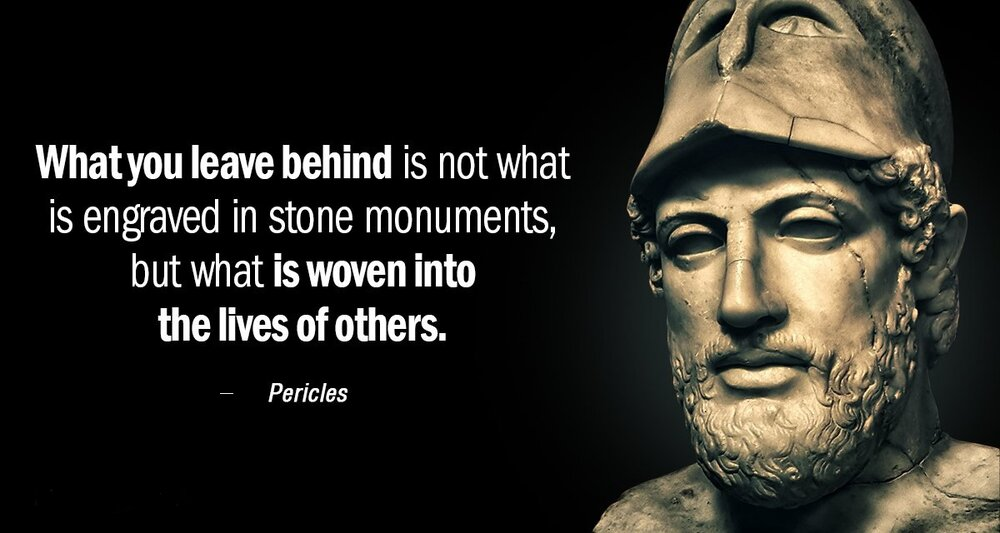 What you leave behind is not what
is engraved in stone monuments,
but what is woven into
the lives of others.
– Pericles